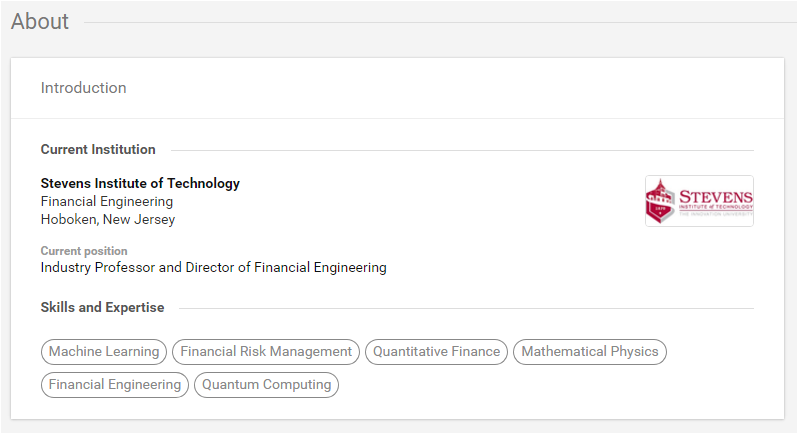 About
Introduction
Current Institution
Stevens Institute of Technology
Financial Engineering
Hoboken, New Jersey
STEVENS
INSTITUTE of TECHNOLOGY
THE INNOVATION UNIVERSITY
1870
Current position
Industry Professor and Director of Financial Engineering
Skills and Expertise
Machine Learning
Financial Risk Management
Quantitative Finance
Mathematical Physics
Financial Engineering
Quantum Computing